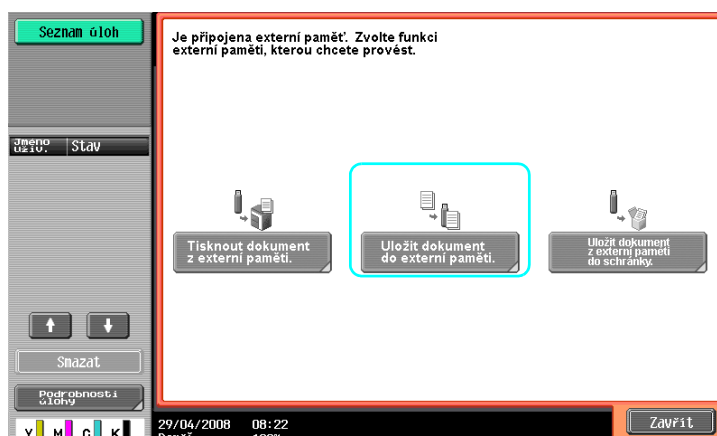 Seznam úloh
Je připojena externí paměť. Zvolte funkci
externí paměti, kterou chcete provést.
Jmeno
uživ.
Stav
Tisknout dokument
z externí paměti.
Uložit dokument
do externí paměti.
Uložit dokument
z externí paměti
do schránky.
Smazat
Podrobnosti
úlohy
Zavřít
29/04/2008 08:22
Y M C K